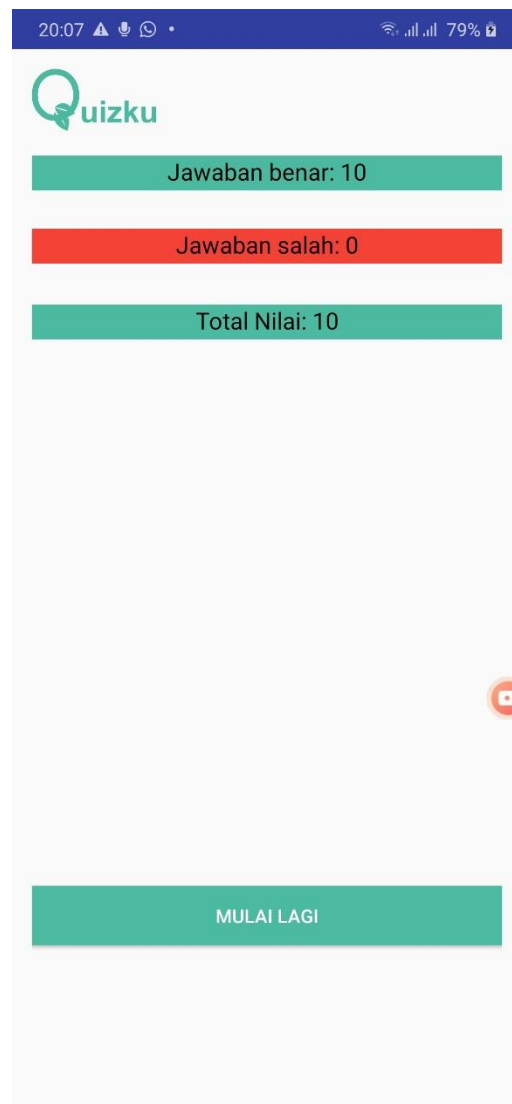 20:07
79%
Quizku
Jawaban benar: 10
Jawaban salah: 0
Total Nilai: 10
MULAI LAGI